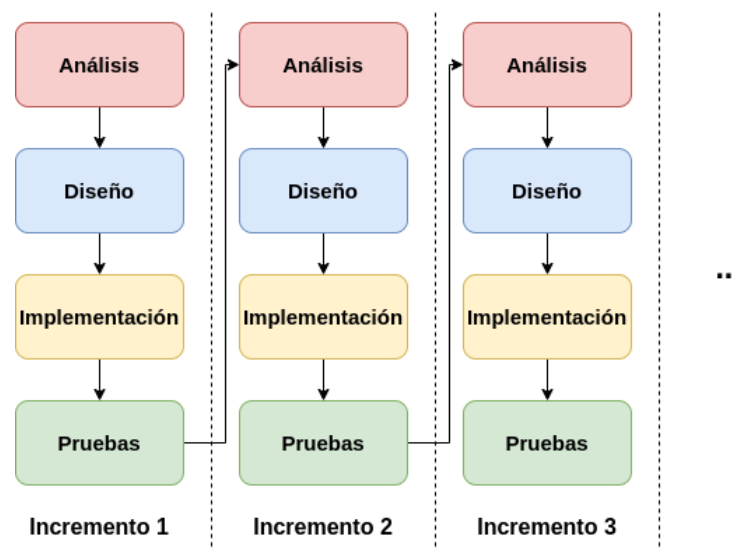 Análisis
Diseño
Implementación
Pruebas
Incremento 1
Análisis
Diseño
Implementación
Pruebas
Incremento 2
Análisis
Diseño
Implementación
Pruebas
Incremento 3
..